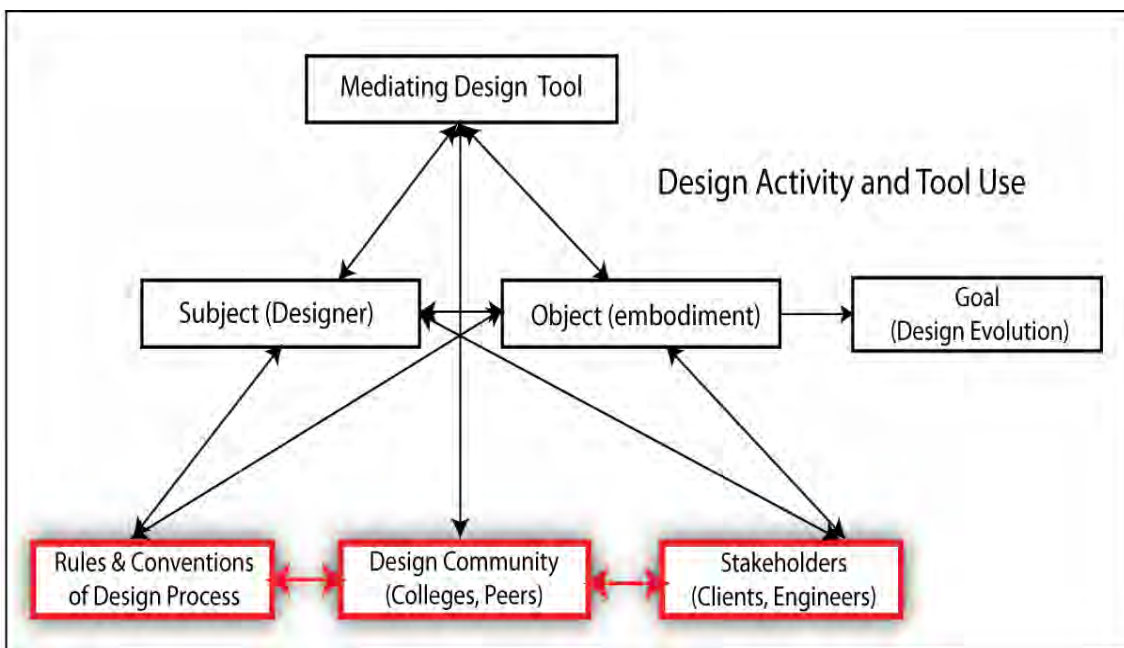 Mediating Design Tool
Design Activity and Tool Use
Subject (Designer)
Object (embodiment)
Goal
(Design Evolution)
Rules & Conventions
of Design Process
Design Community
(Colleges, Peers)
Stakeholders
(Clients, Engineers)